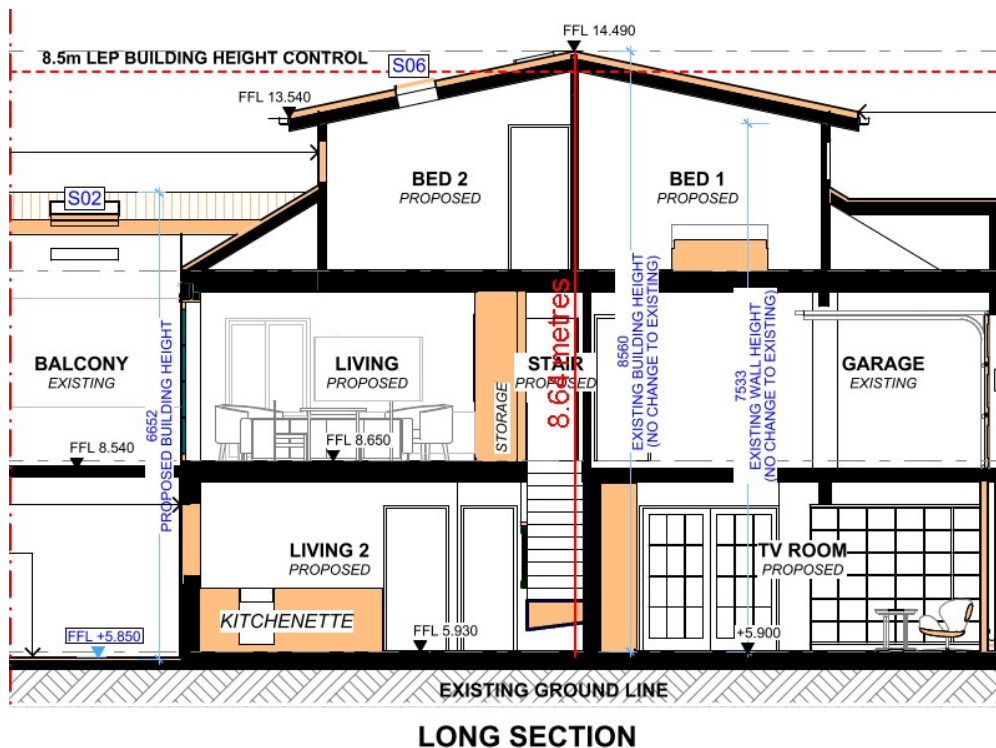 FFL 14.490
8.5m LEP BUILDING HEIGHT CONTROL
S06
FFL 13.540
BED 2
PROPOSED
BED 1
PROPOSED
S02
BALCONY
EXISTING
6652
PROPOSED BUILDING HEIGHT
LIVING
PROPOSED
STORAGE
STAIR
PROPOSED
8.64 metres
8560
EXISTING BUILDING HEIGHT
(NO CHANGE TO EXISTING)
7533
EXISTING WALL HEIGHT
(NO CHANGE TO EXISTING)
GARAGE
EXISTING
FFL 8.540
FFL 8.650
LIVING 2
PROPOSED
TV ROOM
PROPOSED
KITCHENETTE
FFL +5.850
FFL 5.930
+5.900
EXISTING GROUND LINE
LONG SECTION